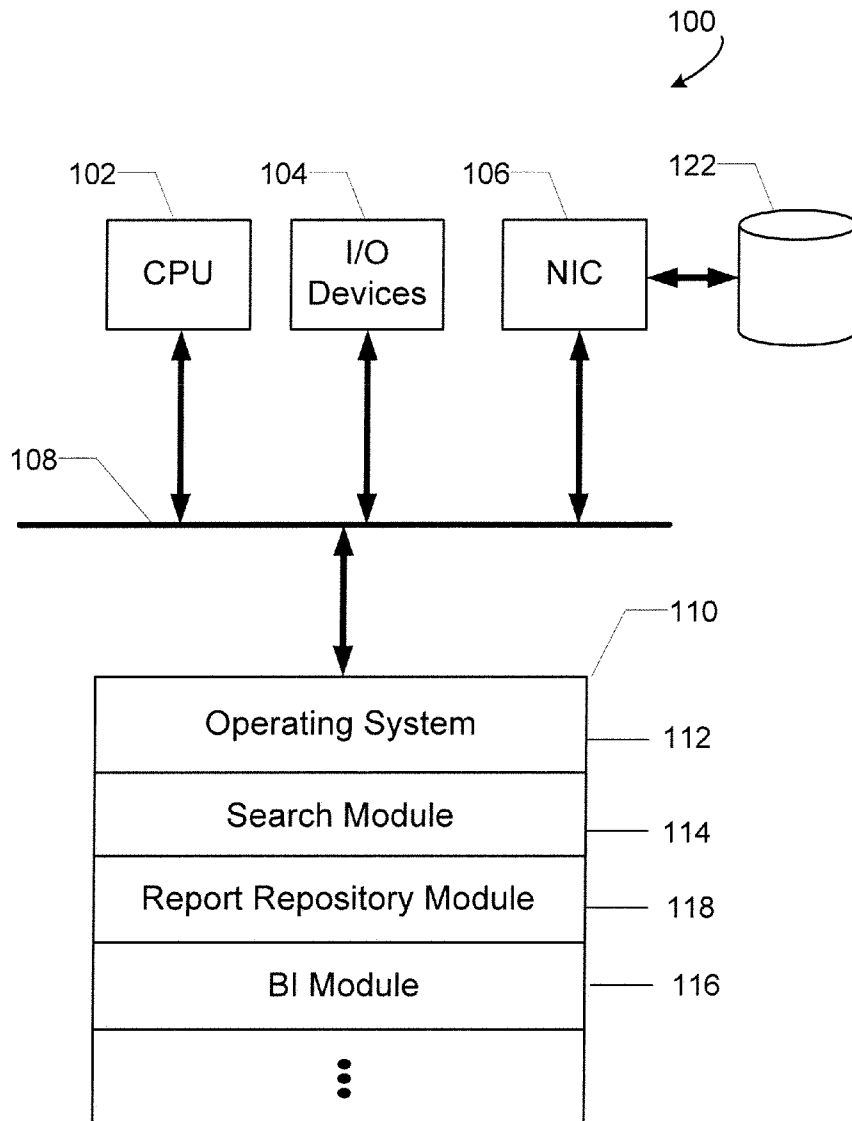 100
102
104
106
122
CPU
I/O
Devices
NIC
108
110
Operating System
112
Search Module
114
Report Repository Module
118
BI Module
116